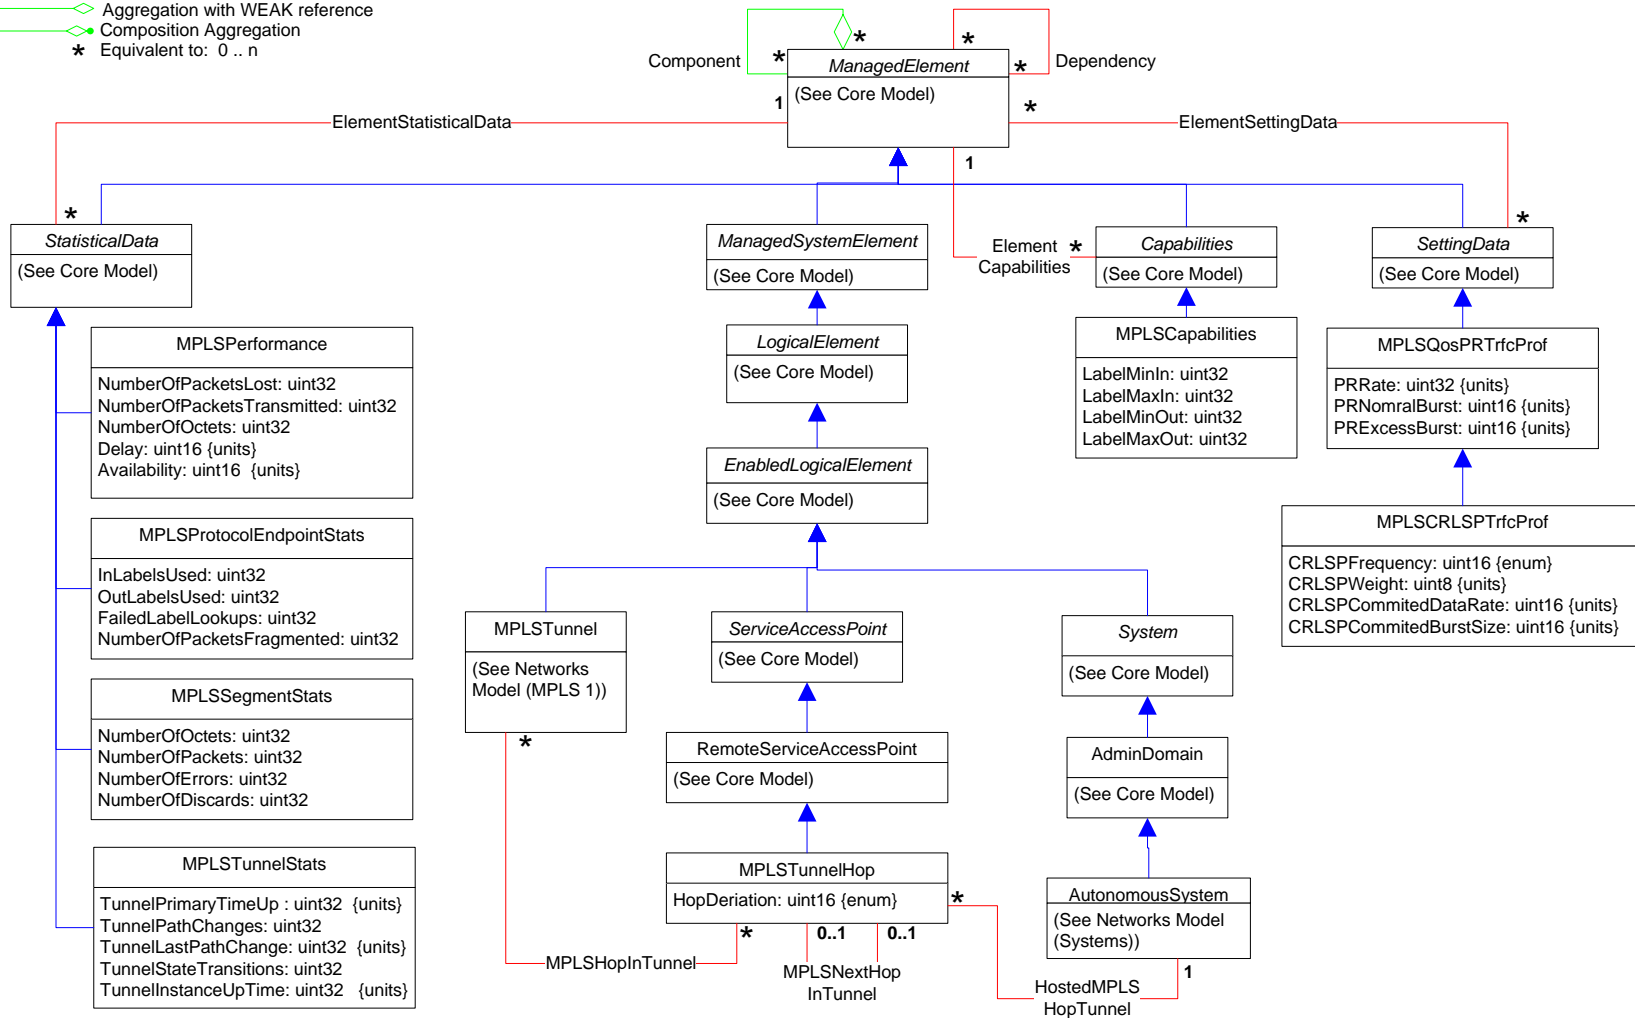 Aggregation with WEAK reference
Composition Aggregation
* Equivalent to: 0 .. n
Component
*
*
*
*
Dependency
ManagedElement
(See Core Model)
1
*
ElementStatisticalData
ElementSettingData
1
*
*
StatisticalData
(See Core Model)
ManagedSystemElement
(See Core Model)
Element
Capabilities
*
Capabilities
(See Core Model)
SettingData
(See Core Model)
MPLSPerformance
NumberOfPacketsLost: uint32
NumberOfPacketsTransmitted: uint32
NumberOfOctets: uint32
Delay: uint16 {units}
Availability: uint16 {units}
LogicalElement
(See Core Model)
MPLSCapabilities
LabelMinIn: uint32
LabelMaxIn: uint32
LabelMinOut: uint32
LabelMaxOut: uint32
MPLSQosPRTrfcProf
PRRate: uint32 {units}
PRNomralBurst: uint16 {units}
PRExcessBurst: uint16 {units}
EnabledLogicalElement
(See Core Model)
MPLSProtocolEndpointStats
InLabelsUsed: uint32
OutLabelsUsed: uint32
FailedLabelLookups: uint32
NumberOfPacketsFragmented: uint32
MPLSCRLSPTrfcProf
CRLSPFrequency: uint16 {enum}
CRLSPWeight: uint8 {units}
CRLSPCommitedDataRate: uint16 {units}
CRLSPCommitedBurstSize: uint16 {units}
MPLSTunnel
(See Networks
Model (MPLS 1))
*
ServiceAccessPoint
(See Core Model)
System
(See Core Model)
MPLSSegmentStats
NumberOfOctets: uint32
NumberOfPackets: uint32
NumberOfErrors: uint32
NumberOfDiscards: uint32
RemoteServiceAccessPoint
(See Core Model)
AdminDomain
(See Core Model)
MPLSTunnelStats
TunnelPrimaryTimeUp : uint32 {units}
TunnelPathChanges: uint32
TunnelLastPathChange: uint32 {units}
TunnelStateTransitions: uint32
TunnelInstanceUpTime: uint32 {units}
MPLSTunnelHop
HopDeriation: uint16 {enum}
*
AutonomousSystem
(See Networks Model
(Systems))
*
0..1
0..1
MPLSHopInTunnel
MPLSNextHop
InTunnel
1
HostedMPLS
HopTunnel